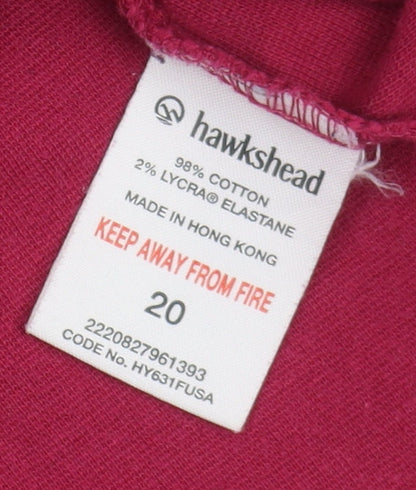 hawkshead
98% COTTON
2% LYCRA® ELASTANE
MADE IN HONG KONG
KEEP AWAY FROM FIRE
20
2220827961393
CODE No. HY631FUSA